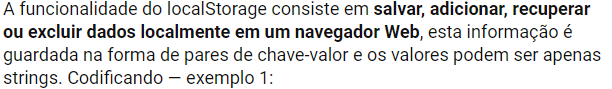 A funcionalidade do localStorage consiste em salvar, adicionar, recuperar
ou excluir dados localmente em um navegador Web, esta informação é
guardada na forma de pares de chave-valor e os valores podem ser apenas
strings. Codificando — exemplo 1: